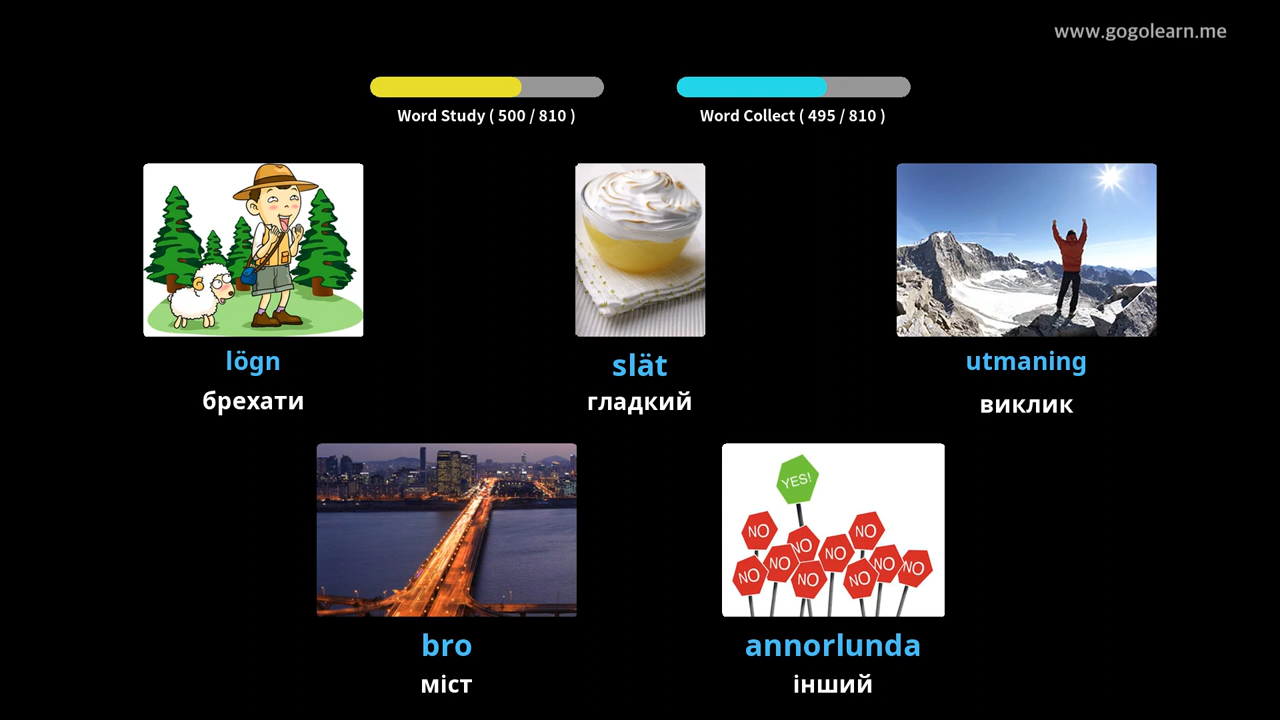 www.gogolearn.me
Word Study ( 500 / 810 )
Word Collect ( 495 / 810 )
lögn
брехати
slät
гладкий
utmaning
виклик
YES!
NO
NO
NO
NO
NO
NO
NO
NO
NO
NO
bro
міст
annorlunda
інший